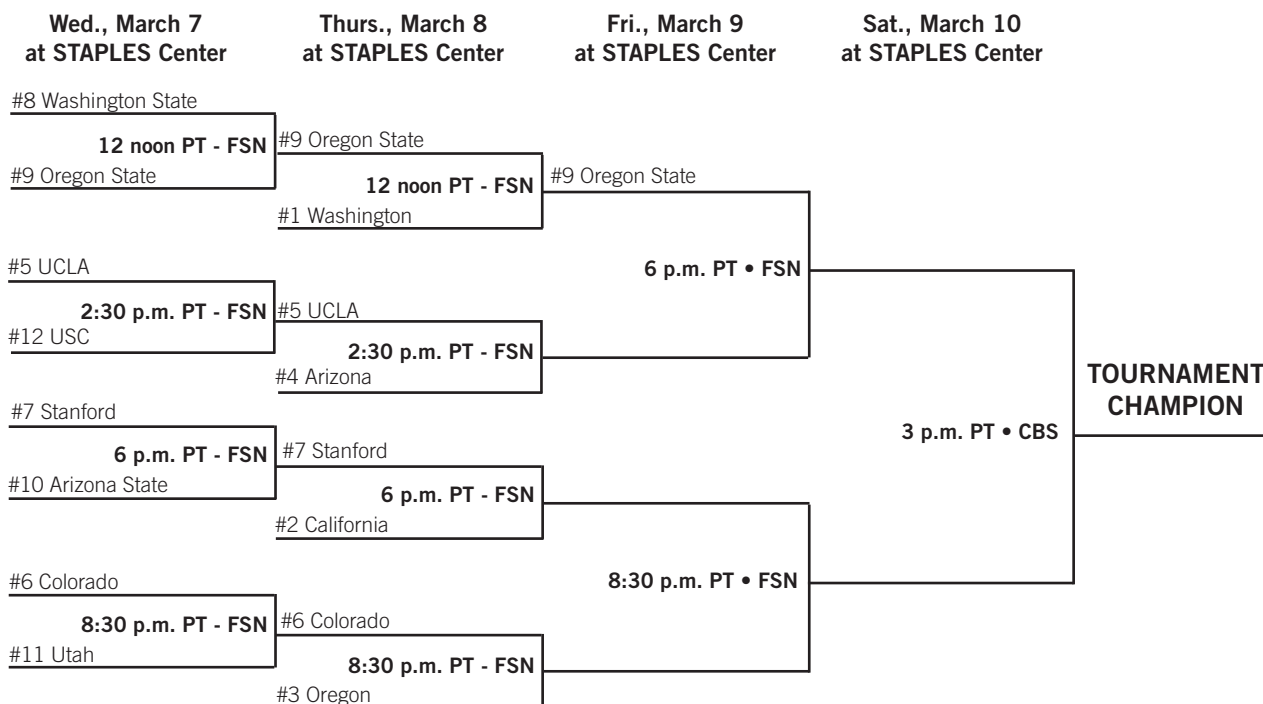 Wed., March 7
at STAPLES Center
Thurs., March 8
at STAPLES Center
Fri., March 9
at STAPLES Center
Sat., March 10
at STAPLES Center
#8 Washington State
12 noon PT - FSN
#9 Oregon State
#5 UCLA
2:30 p.m. PT - FSN
#12 USC
#7 Stanford
6 p.m. PT - FSN
#10 Arizona State
#6 Colorado
8:30 p.m. PT - FSN
#11 Utah
#9 Oregon State
12 noon PT - FSN
#1 Washington
#5 UCLA
2:30 p.m. PT - FSN
#4 Arizona
#7 Stanford
6 p.m. PT - FSN
#2 California
#6 Colorado
8:30 p.m. PT - FSN
#3 Oregon
#9 Oregon State
6 p.m. PT • FSN
8:30 p.m. PT • FSN
3 p.m. PT • CBS
TOURNAMENT
CHAMPION